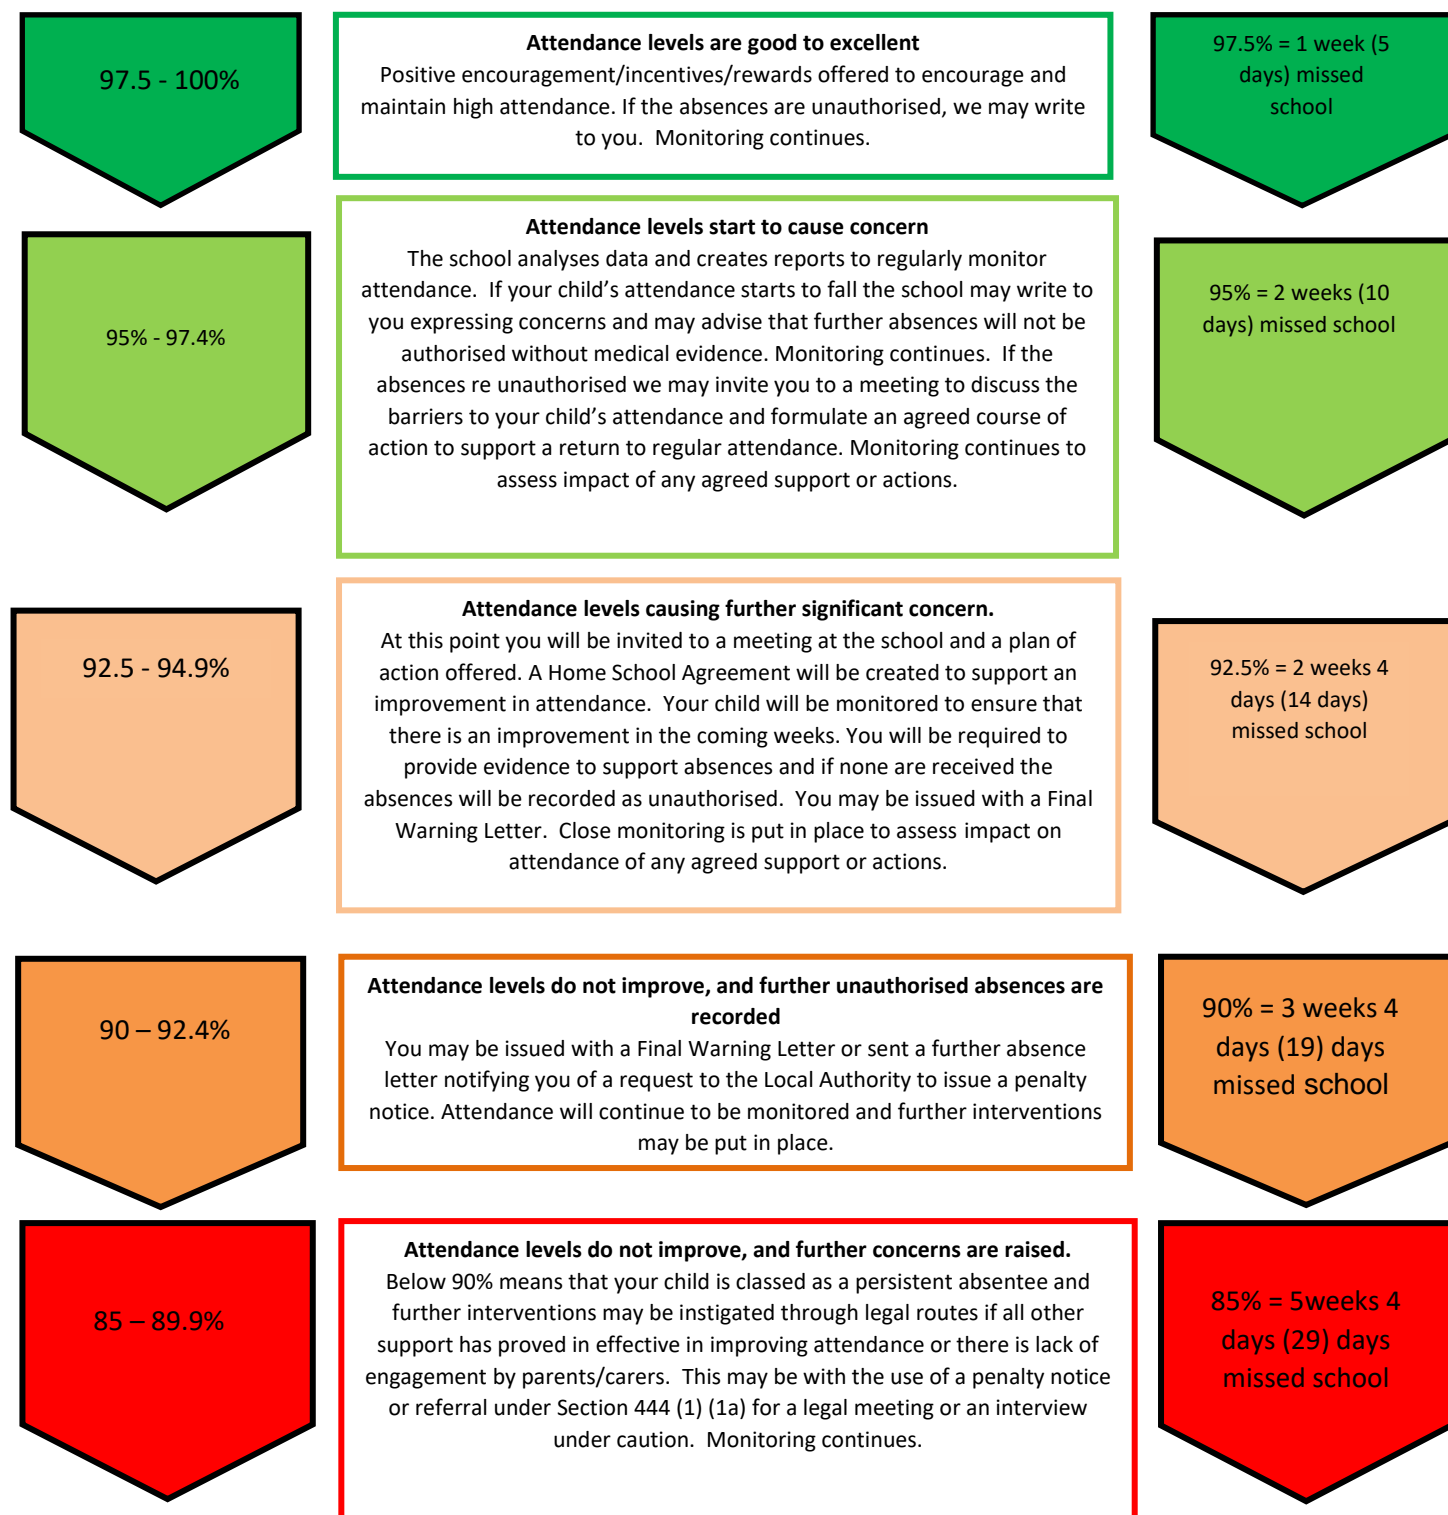 97.5 - 100%
Attendance levels are good to excellent
Positive encouragement/incentives/rewards offered to encourage and
maintain high attendance. If the absences are unauthorised, we may write
to you.  Monitoring continues.
97.5% = 1 week (5
days) missed
school
95% - 97.4%
Attendance levels start to cause concern
The school analyses data and creates reports to regularly monitor
attendance.  If your child’s attendance starts to fall the school may write to
you expressing concerns and may advise that further absences will not be
authorised without medical evidence. Monitoring continues.  If the
absences re unauthorised we may invite you to a meeting to discuss the
barriers to your child’s attendance and formulate an agreed course of
action to support a return to regular attendance. Monitoring continues to
assess impact of any agreed support or actions.
95% = 2 weeks (10
days) missed school
92.5 - 94.9%
Attendance levels causing further significant concern.
At this point you will be invited to a meeting at the school and a plan of
action offered. A Home School Agreement will be created to support an
improvement in attendance.  Your child will be monitored to ensure that
there is an improvement in the coming weeks. You will be required to
provide evidence to support absences and if none are received the
absences will be recorded as unauthorised.  You may be issued with a Final
Warning Letter.  Close monitoring is put in place to assess impact on
attendance of any agreed support or actions.
92.5% = 2 weeks 4
days (14 days)
missed school
90 – 92.4%
Attendance levels do not improve, and further unauthorised absences are
recorded
You may be issued with a Final Warning Letter or sent a further absence
letter notifying you of a request to the Local Authority to issue a penalty
notice. Attendance will continue to be monitored and further interventions
may be put in place.
90% = 3 weeks 4
days (19) days
missed school
85 – 89.9%
Attendance levels do not improve, and further concerns are raised.
Below 90% means that your child is classed as a persistent absentee and
further interventions may be instigated through legal routes if all other
support has proved in effective in improving attendance or there is lack of
engagement by parents/carers.  This may be with the use of a penalty notice
or referral under Section 444 (1) (1a) for a legal meeting or an interview
under caution.  Monitoring continues.
85% = 5weeks 4
days (29) days
missed school